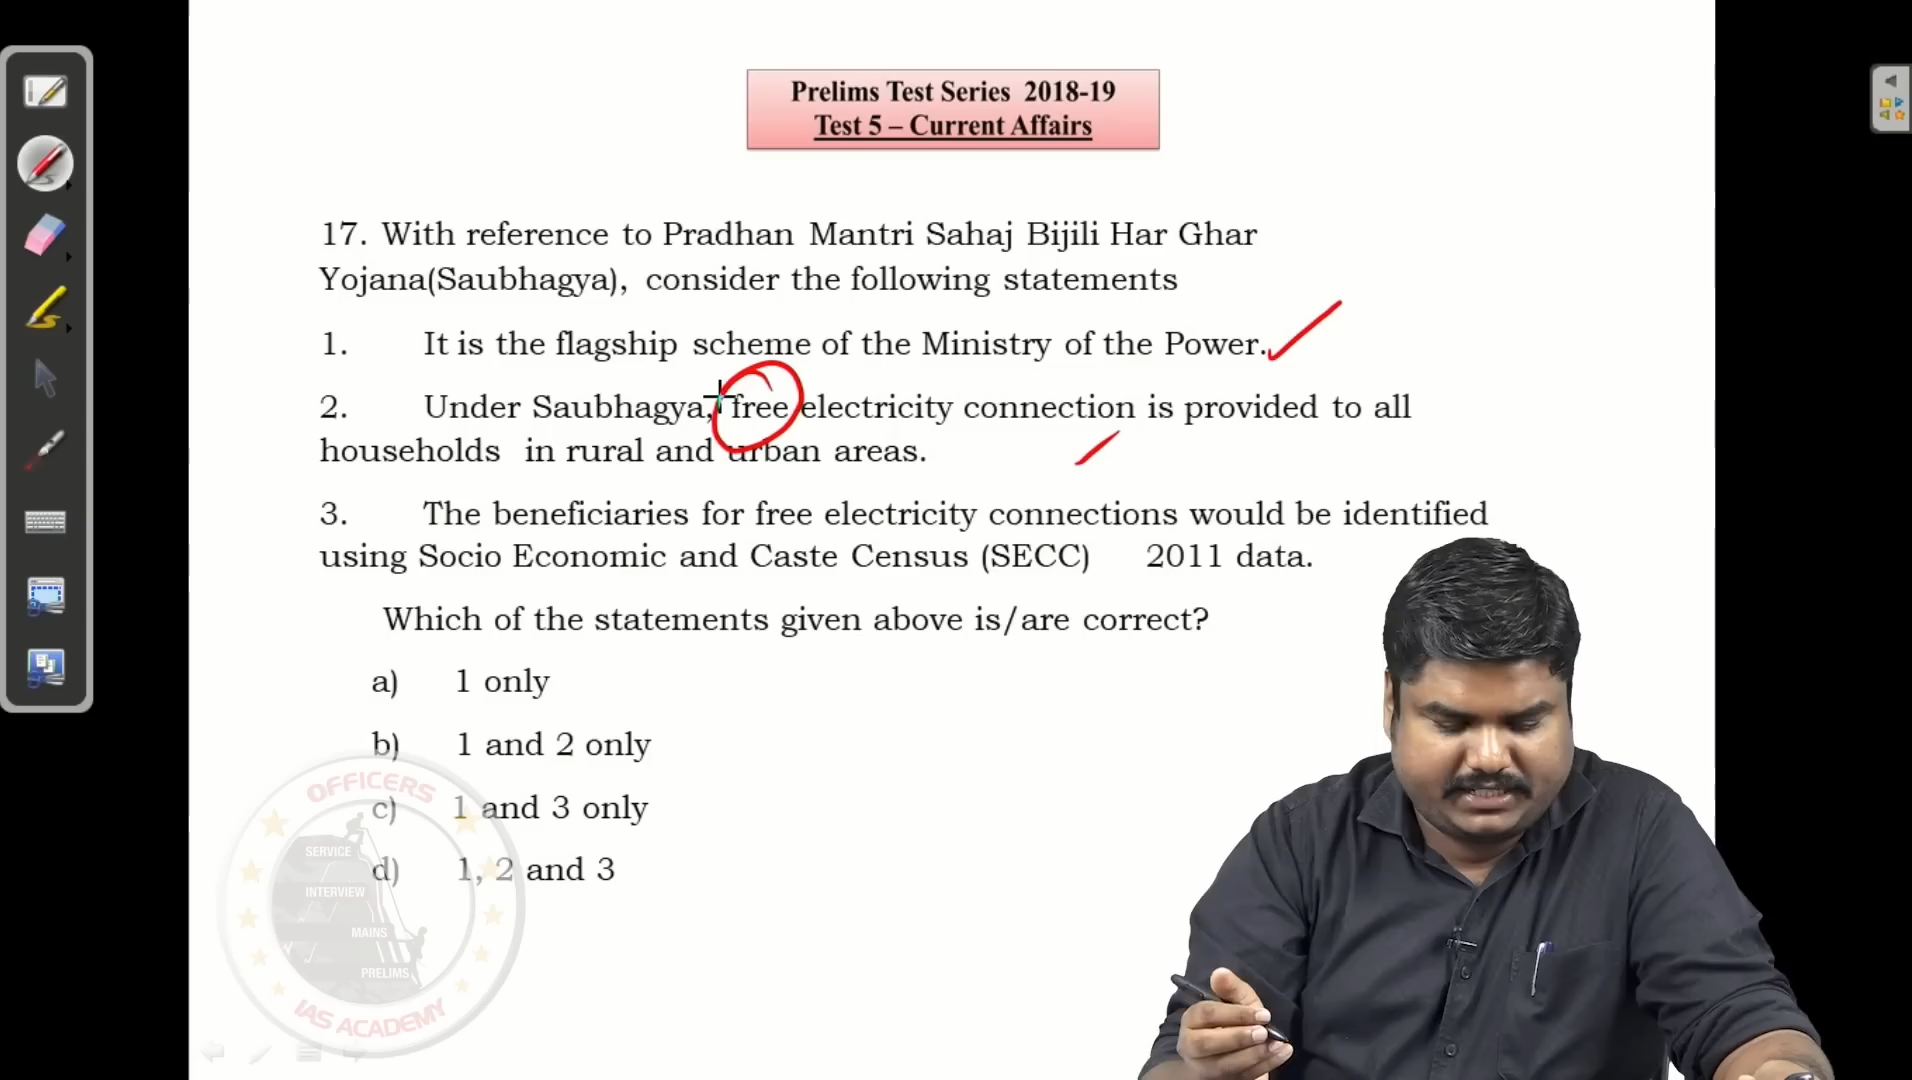 Prelims Test Series 2018-19
Test 5 – Current Affairs
17. With reference to Pradhan Mantri Sahaj Bijili Har Ghar
Yojana(Saubhagya), consider the following statements
1. It is the flagship scheme of the Ministry of the Power.
2. Under Saubhagya, free electricity connection is provided to all
households in rural and urban areas.
3. The beneficiaries for free electricity connections would be identified
using Socio Economic and Caste Census (SECC) 2011 data.
Which of the statements given above is/are correct?
a) 1 only
b) 1 and 2 only
c) 1 and 3 only
d) 1, 2 and 3
OFFICERS
SERVICE
INTERVIEW
MAINS
PRELIMS
IAS ACADEMY